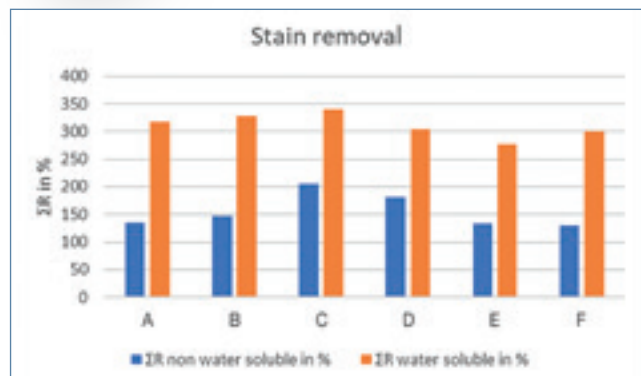 Stain removal
400
350
300
250
200
150
100
50
0
ΣR in %
A B C D E F
ΣR non water soluble in % ΣR water soluble in %